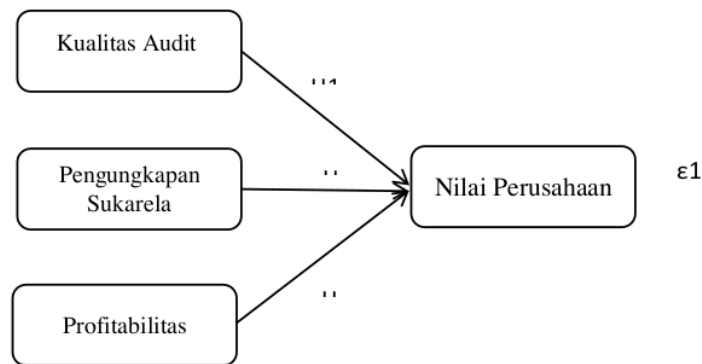 Kualitas Audit
Pengungkapan
Sukarela
Nilai Perusahaan
ε1
Profitabilitas